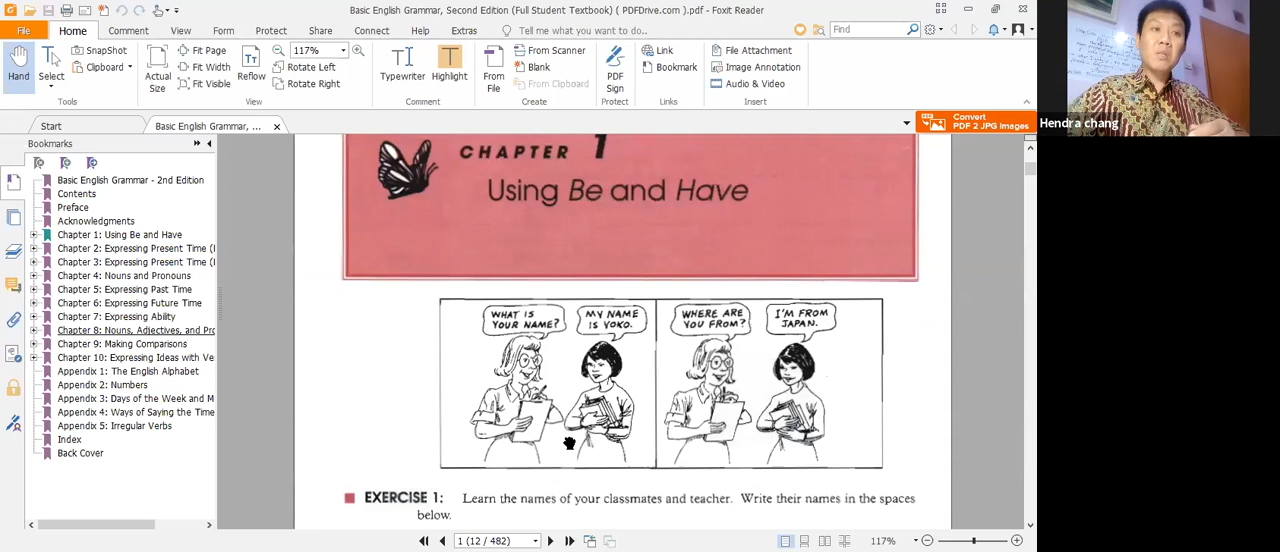 Basic English Grammar, Second Edition (Full Student Textbook) ( PDFDrive.com ).pdf - Foxit Reader
File Home Comment View Form Protect Share Connect Help Extras Tell me what you want to do.. Find
Hand
Select
SnapShot
Clipboard
Tools
Actual Size
Fit Page
Fit Width
Fit Visible
Reflow
117%
Rotate Left
Rotate Right
View
Typewriter
Highlight
Comment
From File
From Scanner
Blank
From Clipboard
Create
PDF Sign
Protect
Link
Bookmark
Links
File Attachment
Image Annotation
Audio & Video
Insert
Start
Basic English Grammar, ...
Convert
PDF 2 JPG Images
Hendra chang
Bookmarks
Basic English Grammar - 2nd Edition
Contents
Preface
Acknowledgments
Chapter 1: Using Be and Have
Chapter 2: Expressing Present Time (
Chapter 3: Expressing Present Time (
Chapter 4: Nouns and Pronouns
Chapter 5: Expressing Past Time
Chapter 6: Expressing Future Time
Chapter 7: Expressing Ability
Chapter 8: Nouns, Adjectives, and Pro
Chapter 9: Making Comparisons
Chapter 10: Expressing Ideas with Ve
Appendix 1: The English Alphabet
Appendix 2: Numbers
Appendix 3: Days of the Week and M
Appendix 4: Ways of Saying the Time
Appendix 5: Irregular Verbs
Index
Back Cover
CHAPTER 1
Using Be and Have
WHAT IS
YOUR NAME?
MY NAME
IS YOKO.
WHERE ARE
YOU FROM?
I'M FROM
JAPAN.
EXERCISE 1: Learn the names of your classmates and teacher. Write their names in the spaces
below.
1 (12 / 482)
117%